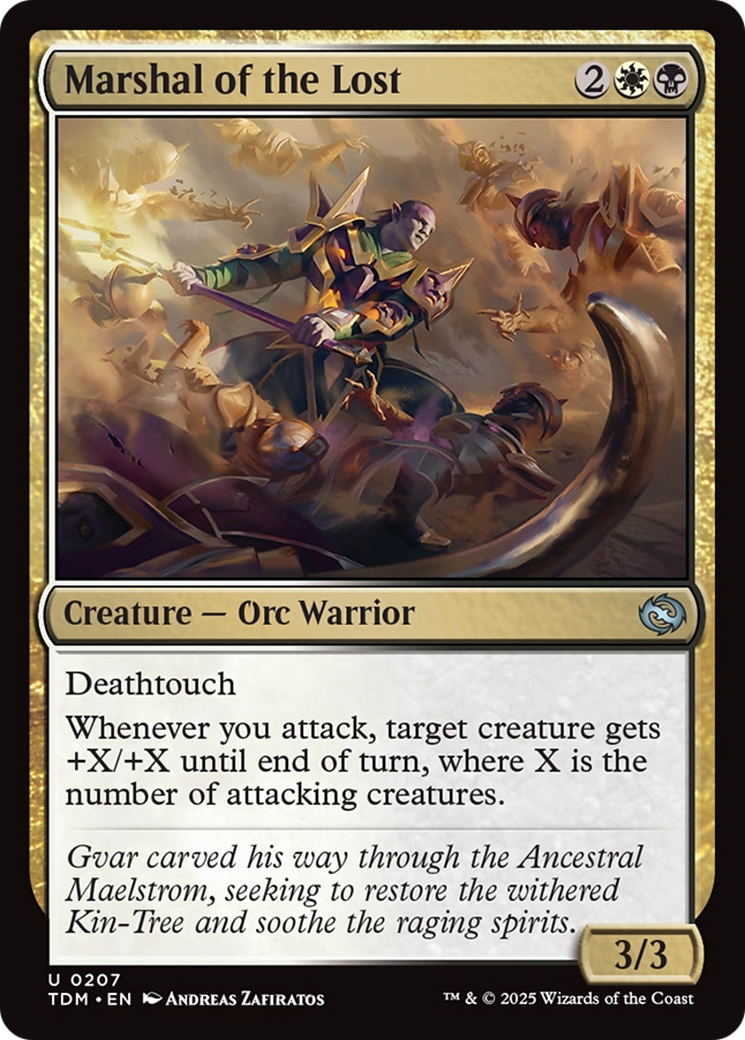 Marshal of the Lost 2
Creature — Orc Warrior
Deathtouch
Whenever you attack, target creature gets
+X/+X until end of turn, where X is the
number of attacking creatures.
Gvar carved his way through the Ancestral
Maelstrom, seeking to restore the withered
Kin-Tree and soothe the raging spirits.
3/3
U 0207
TDM • EN Andreas Zafiratos
™ & © 2025 Wizards of the Coast